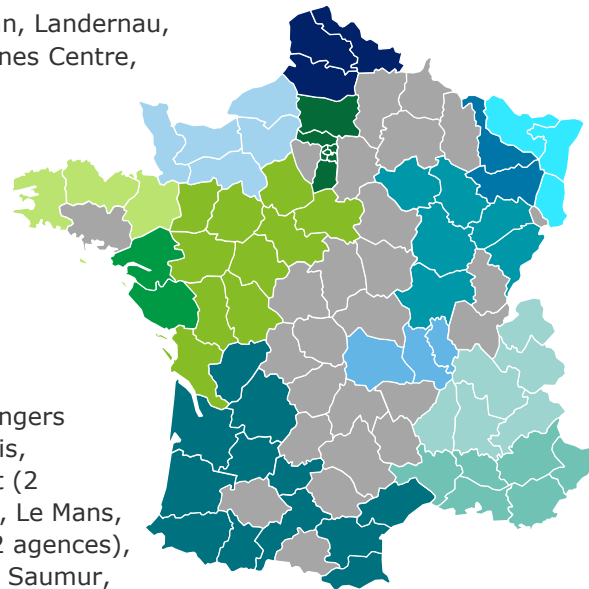 n, Landernau,
nes Centre,
ngers
is,
t (2
, Le Mans,
2 agences),
Saumur,